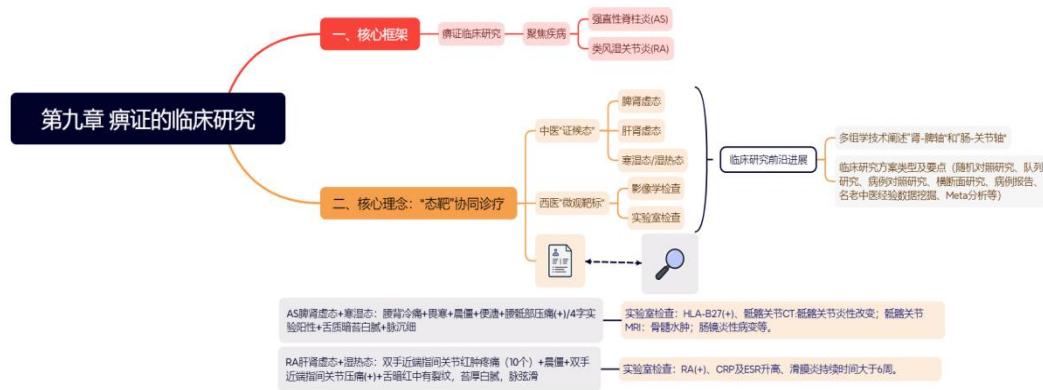 第九章 痹证的临床研究
一、核心框架
痹证临床研究
聚焦疾病
强直性脊柱炎(AS)
类风湿关节炎(RA)
二、核心理念：“态靶”协同诊疗
中医“证候态”
脾肾虚态
肝肾虚态
寒湿态/湿热态
西医“微观靶标”
影像学检查
实验室检查
临床研究前沿进展
多组学技术阐述“肾-脾轴”和“肠-关节轴”
临床研究方案类型及要点（随机对照研究、队列
研究、病例对照研究、横断面研究、病例报告、
名老中医经验数据挖掘、Meta分析等）
AS脾肾虚态+寒湿态：腰背冷痛+畏寒+晨僵+便溏+腰骶部压痛(+)/4字实
验阳性+舌质暗苔白腻+脉沉细
实验室检查：HLA-B27(+)、骶髂关节CT:骶髂关节炎性改变；骶髂关节
MRI：骨髓水肿；肠镜炎性病变等。
RA肝肾虚态+湿热态：双手近端指间关节红肿疼痛（10个）+晨僵+双手
近端指间关节压痛(+)+舌暗红中有裂纹，苔厚白腻，脉弦滑
实验室检查：RA(+)、CRP及ESR升高、滑膜炎持续时间大于6周。